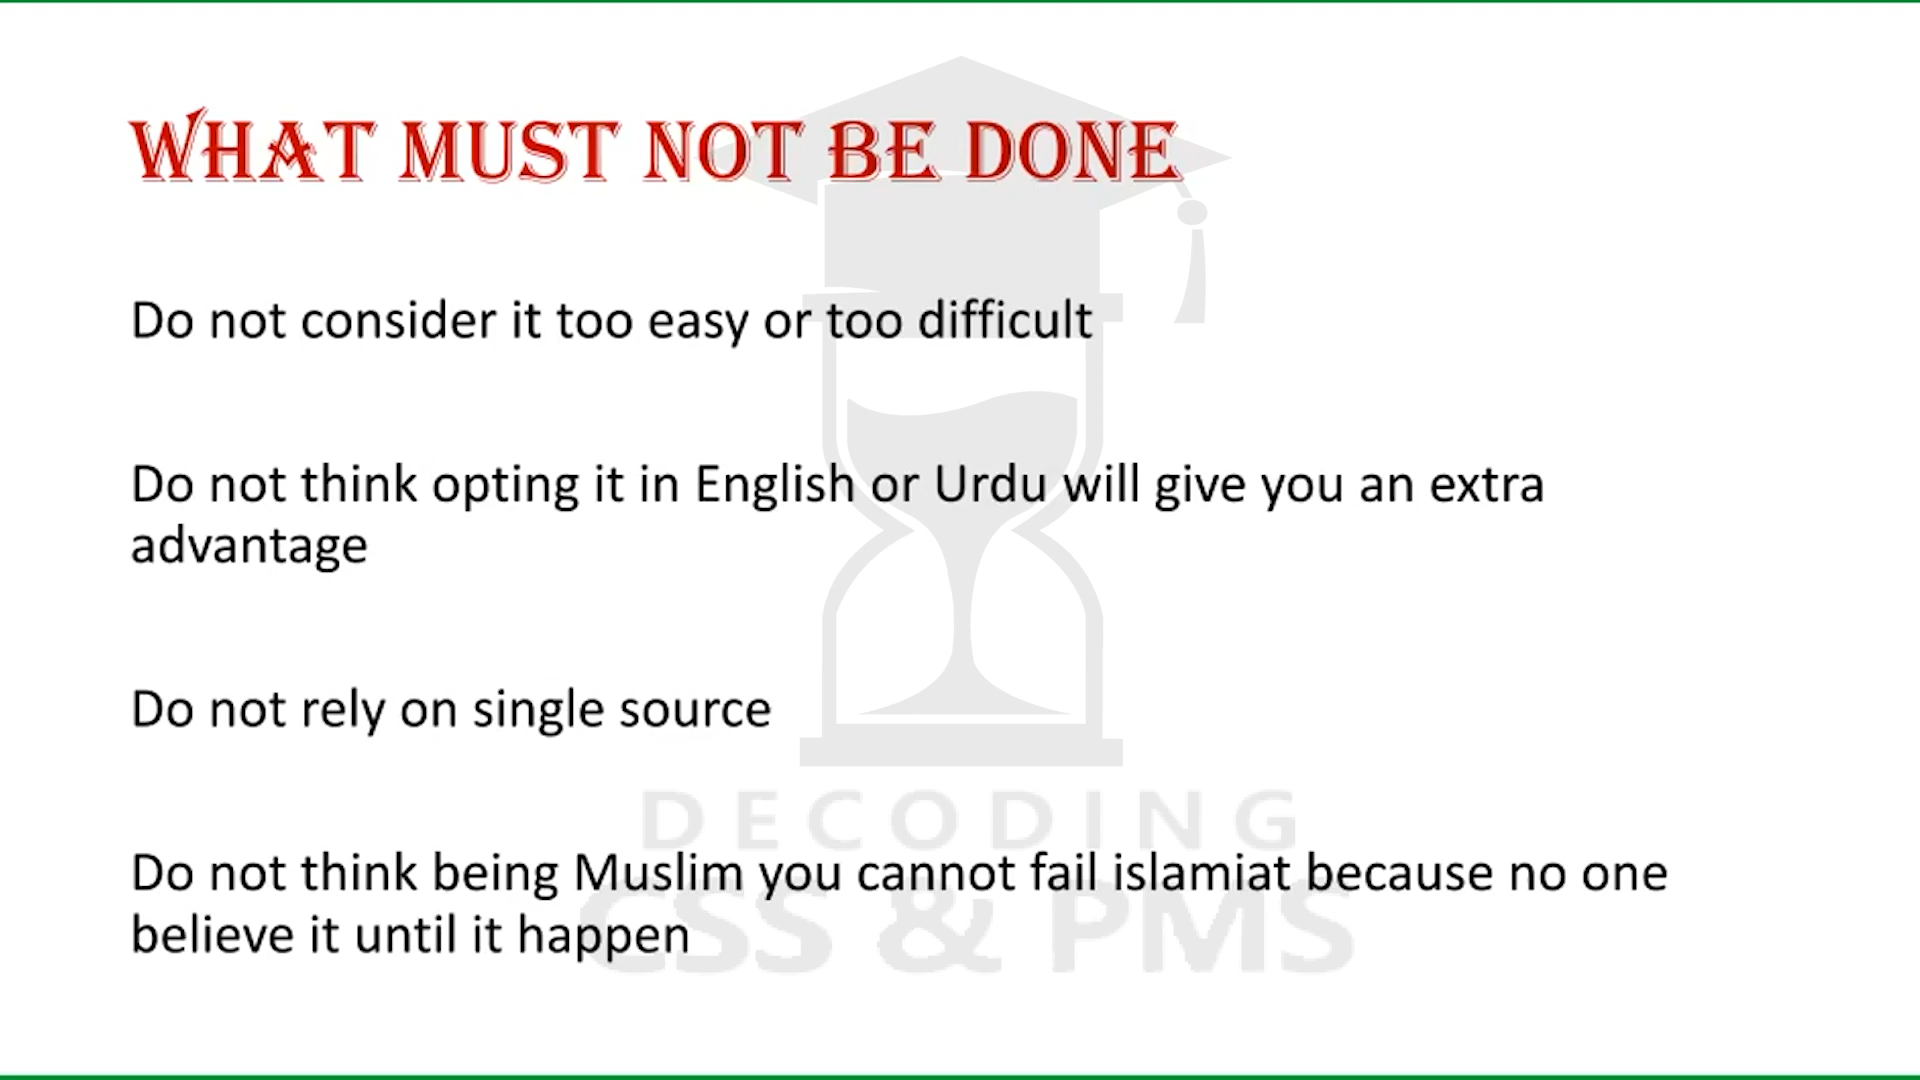 WHAT MUST NOT BE DONE
Do not consider it too easy or too difficult
Do not think opting it in English or Urdu will give you an extra
advantage
Do not rely on single source
Do not think being Muslim you cannot fail islamiat because no one
believe it until it happen
DECODING
CSS & PMS